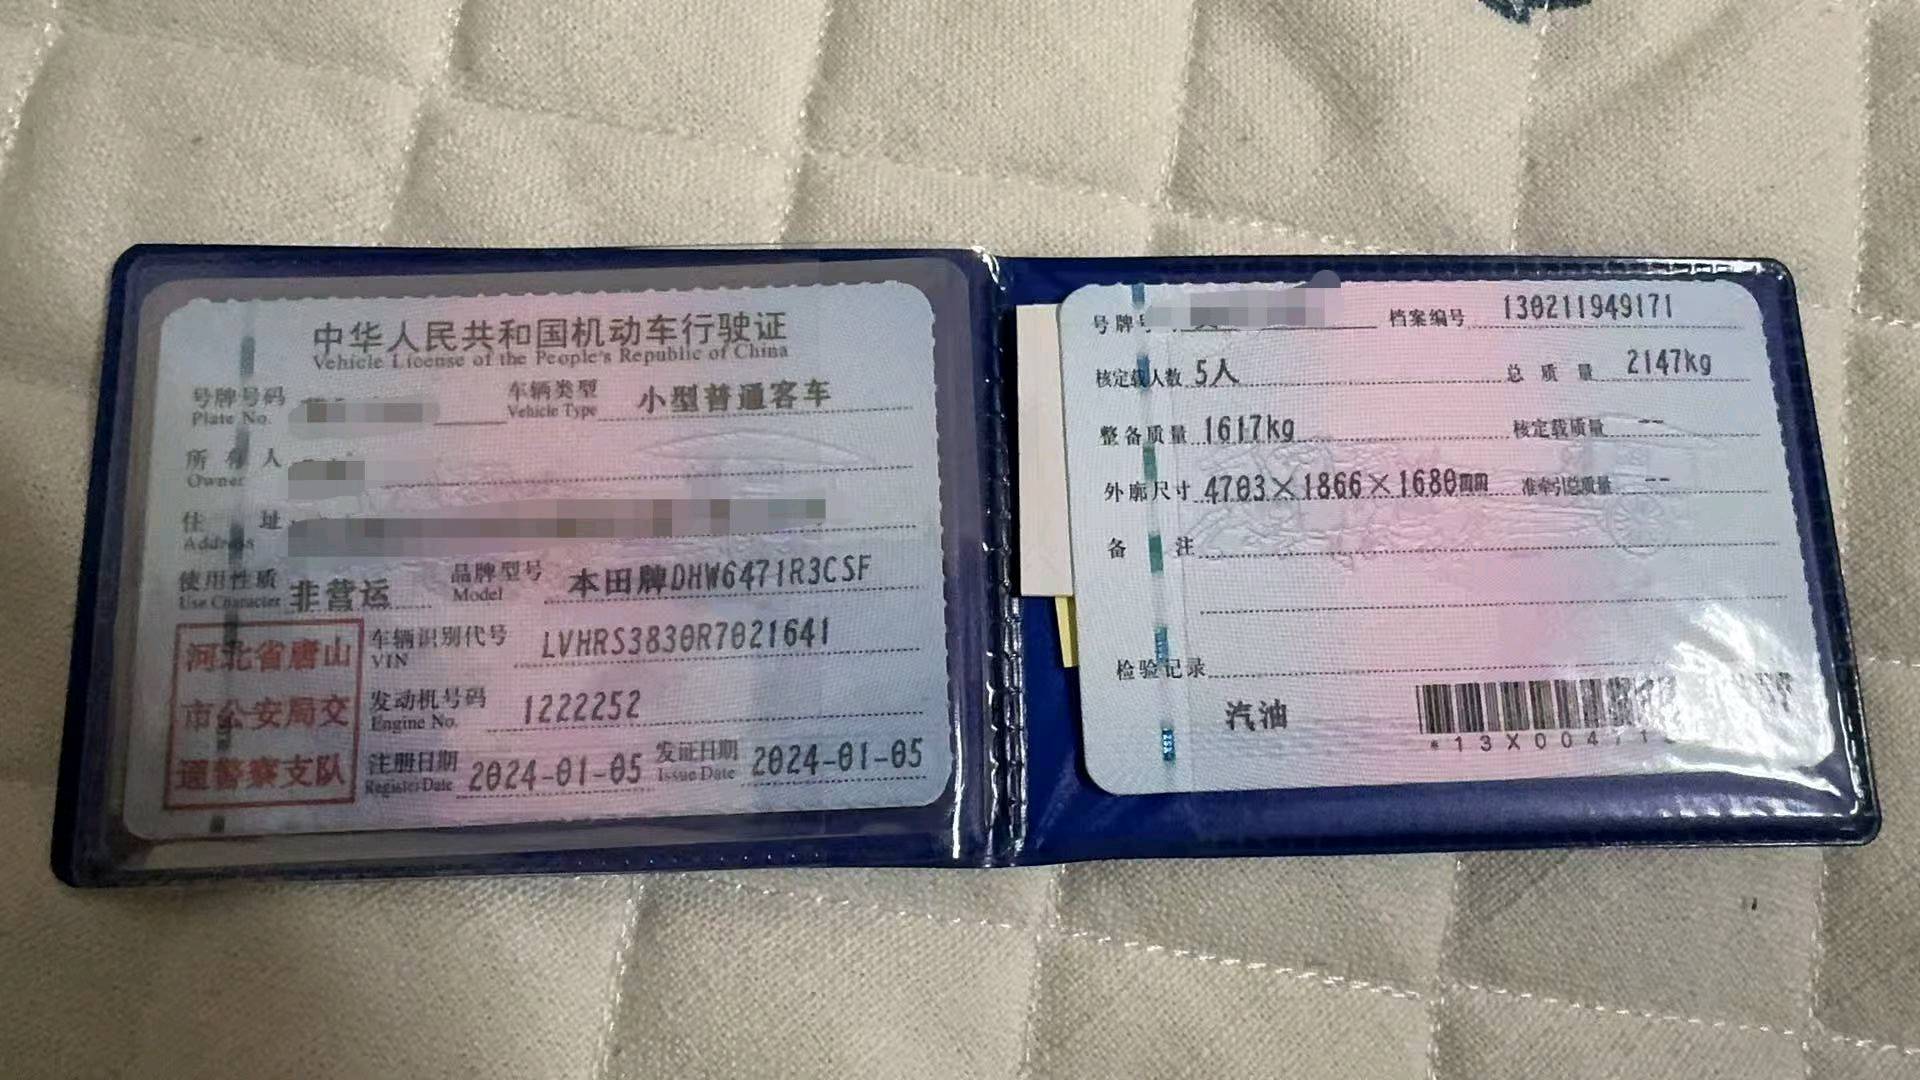 中华人民共和国机动车行驶证
Vehicle License of the People's Republic of China
号牌号码 车辆类型 小型普通客车
Plate No. Vehicle Type
所有人
Owner
住址
Address
使用性质 非营运 品牌型号 本田牌DHW6471R3CSF
Use Character Model
河北省唐山
市公安局交
通警察支队
车辆识别代号 LVHRS3830R7021641
VIN
发动机号码 1222252
Engine No.
注册日期 2024-01-05 发证日期 2024-01-05
Register Date Issue Date
号牌 档案编号 130211949171
核定载人数 5人 总质量 2147kg
整备质量 1617kg 核定载质量 --
外廓尺寸 4703×1866×1680mm 准牵引总质量 --
备注
检验记录
汽油
*13X0047